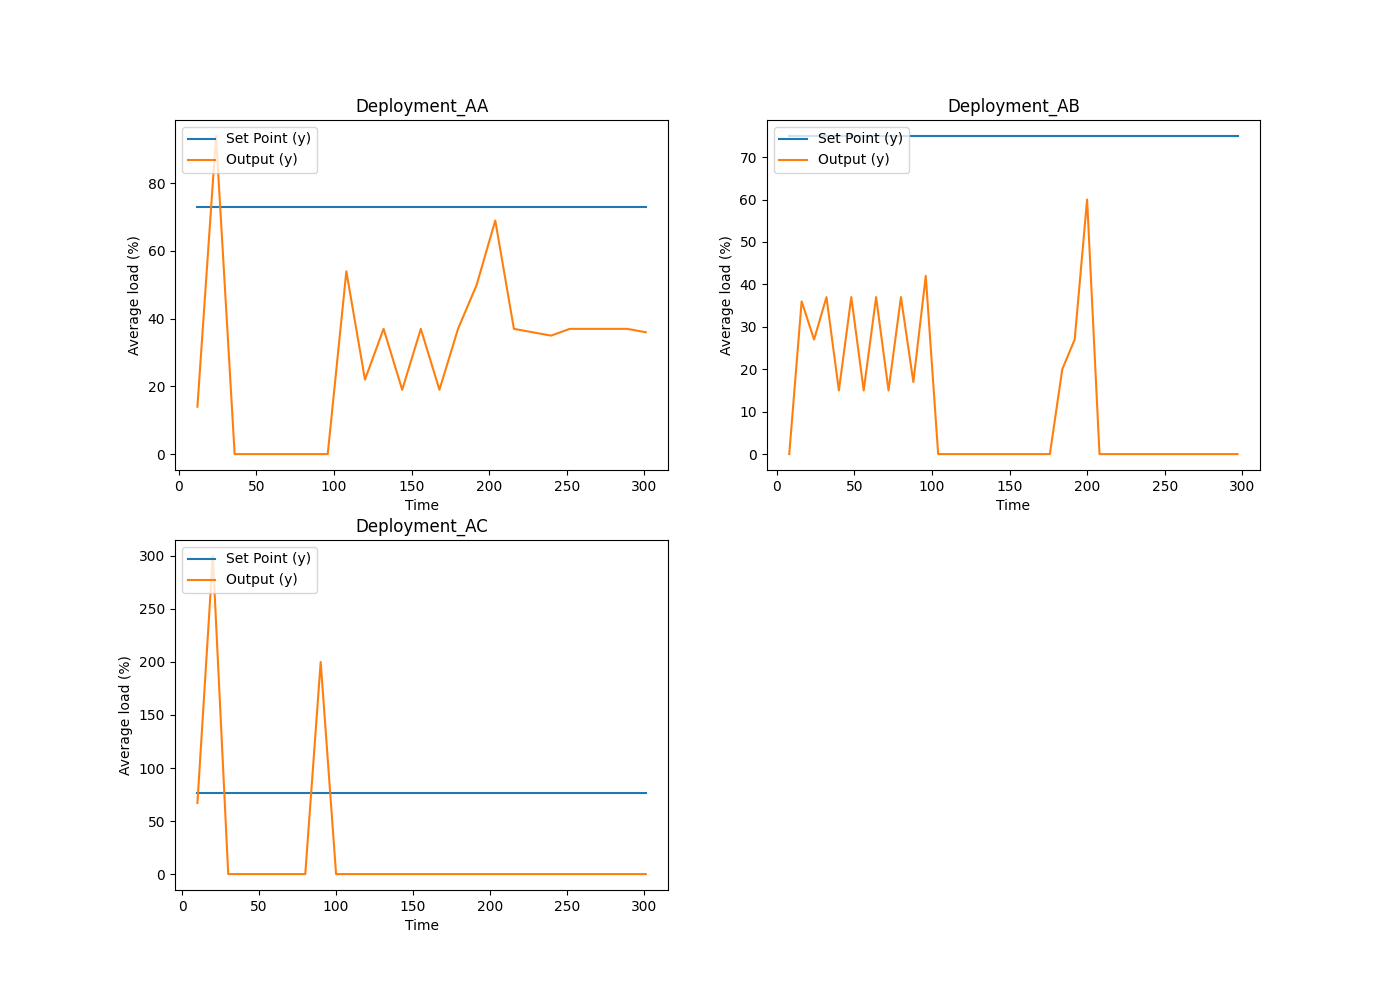 Deployment_AA
Set Point (y)
Output (y)
Average load (%)
80
60
40
20
0
0 50 100 150 200 250 300
Time
Deployment_AB
Set Point (y)
Output (y)
Average load (%)
70
60
50
40
30
20
10
0
0 50 100 150 200 250 300
Time
Deployment_AC
Set Point (y)
Output (y)
Average load (%)
300
250
200
150
100
50
0
0 50 100 150 200 250 300
Time